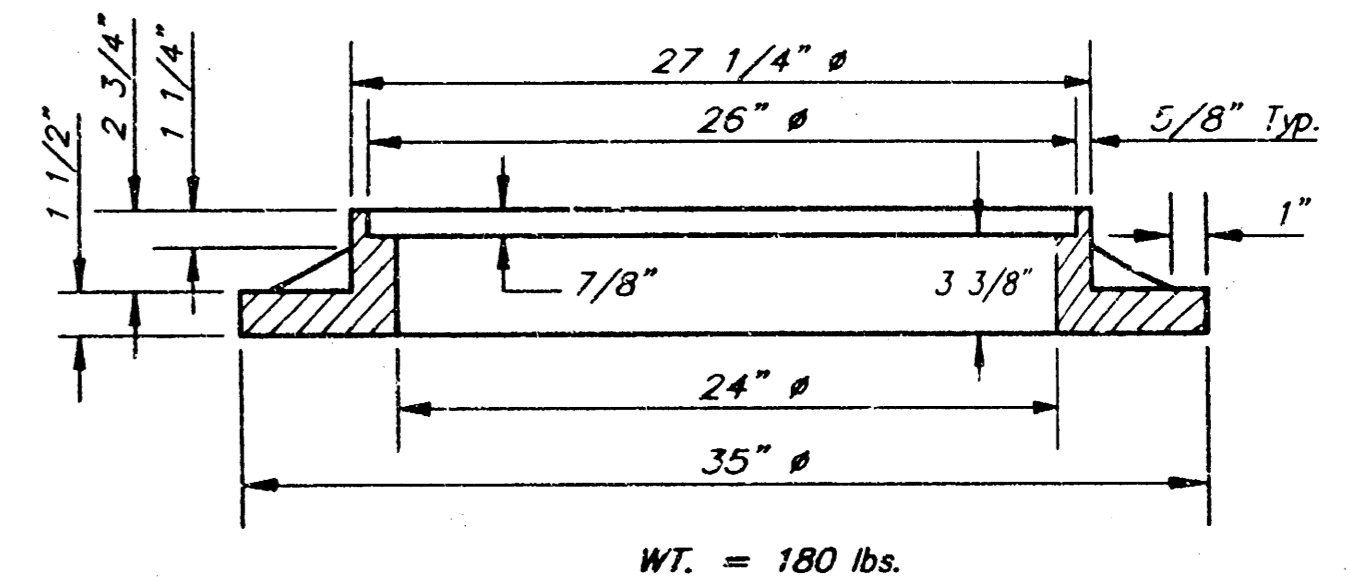 27 1/4" ø
26" ø
5/8" Typ.
2 3/4"
1 1/4"
1 1/2"
1"
7/8"
3 3/8"
24" ø
35" ø
WT. = 180 lbs.